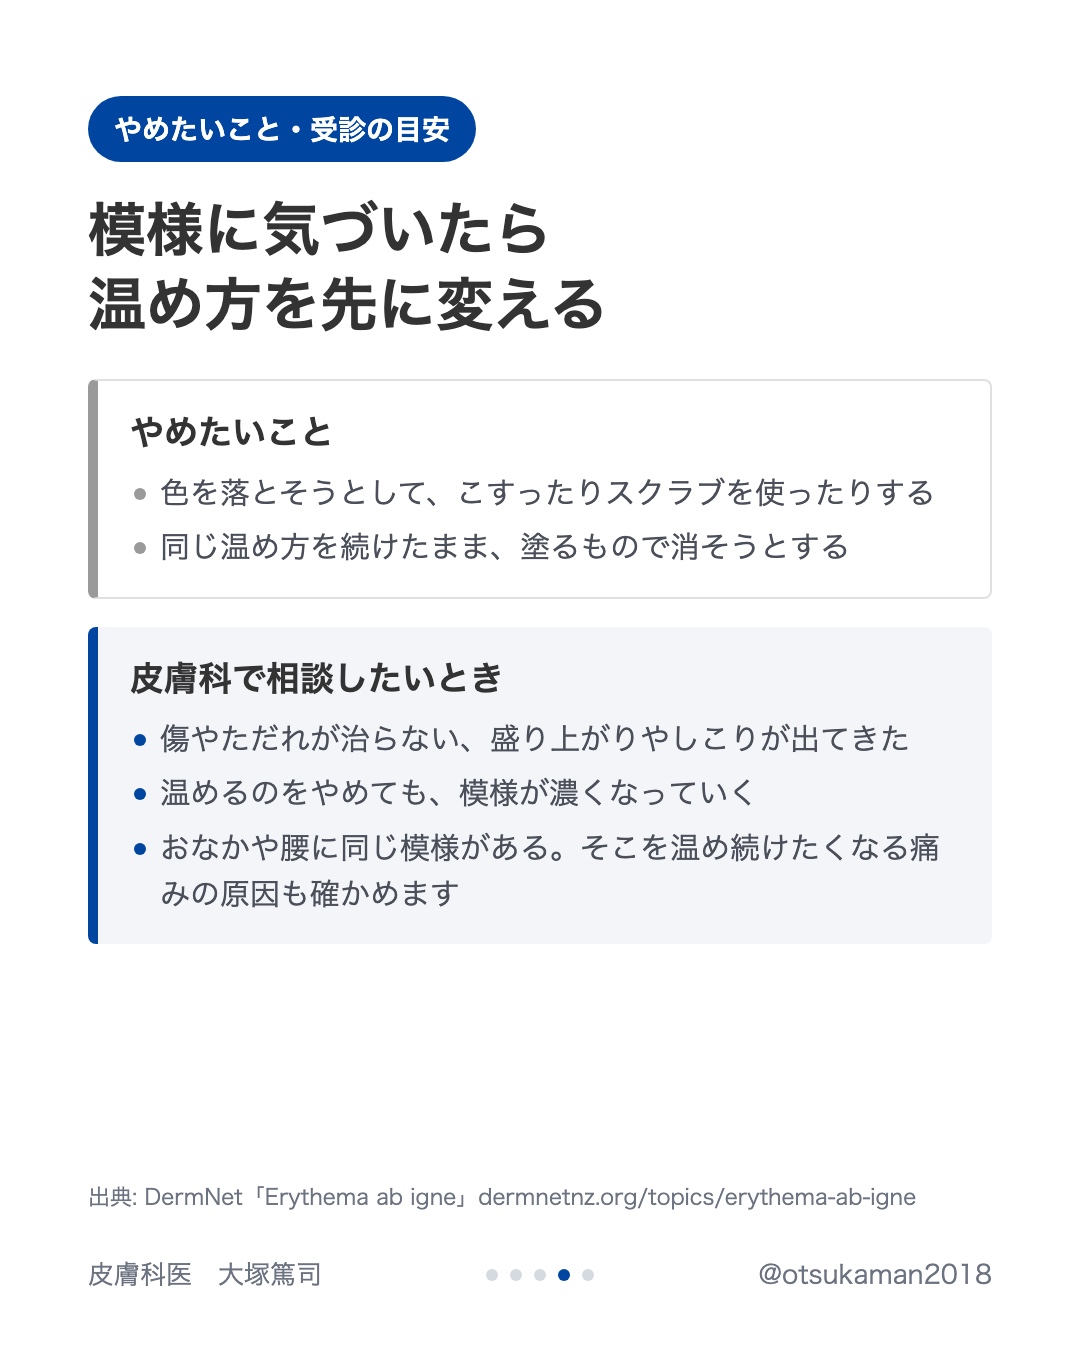 やめたいこと・受診の目安
模様に気づいたら
温め方を先に変える
やめたいこと
色を落とそうとして、こすったりスクラブを使ったりする
同じ温め方を続けたまま、塗るもので消そうとする
皮膚科で相談したいとき
傷やただれが治らない、盛り上がりやしこりが出てきた
温めるのをやめても、模様が濃くなっていく
おなかや腰に同じ模様がある。そこを温め続けたくなる痛
みの原因も確かめます
出典: DermNet「Erythema ab igne」dermnetnz.org/topics/erythema-ab-igne
皮膚科医　大塚篤司
@otsukaman2018